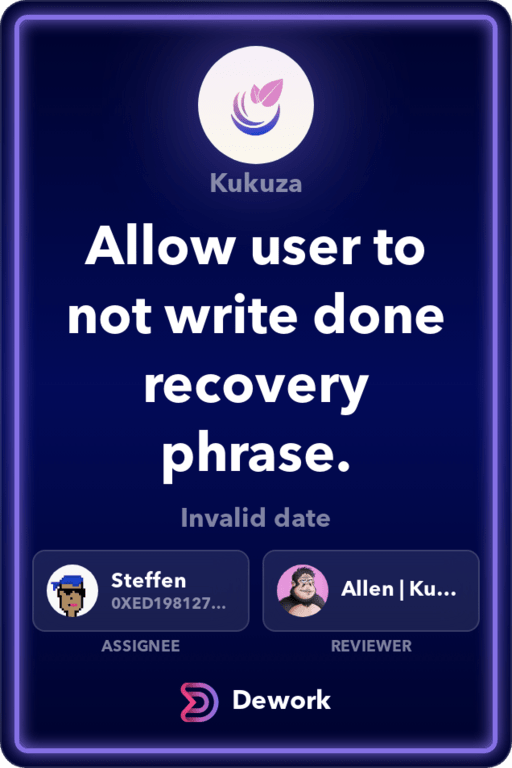 Kukuza
Allow user to
not write done
recovery
phrase.
Invalid date
Steffen
0XED198127...
Allen | Ku...
ASSIGNEE
REVIEWER
Dework